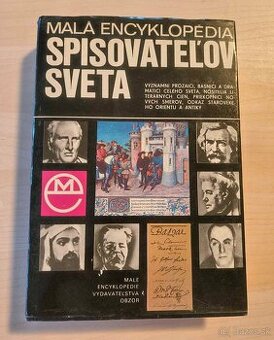 MALÁ ENCYKLOPÉDIA
SPISOVATEĽOV
SVETA
VÝZNAMNÍ PROZAICI, BÁSNICI A DRA-
MATICI CELÉHO SVETA, NOSITELIA LI-
TERÁRNYCH CIEN, PRIEKOPNÍCI NO-
VÝCH SMEROV, ODKAZ STAROVEKÉ-
HO ORIENTU A ANTIKY
MALÉ
ENCYKLOPÉDIE
VYDAVATEĽSTVA
OBZOR